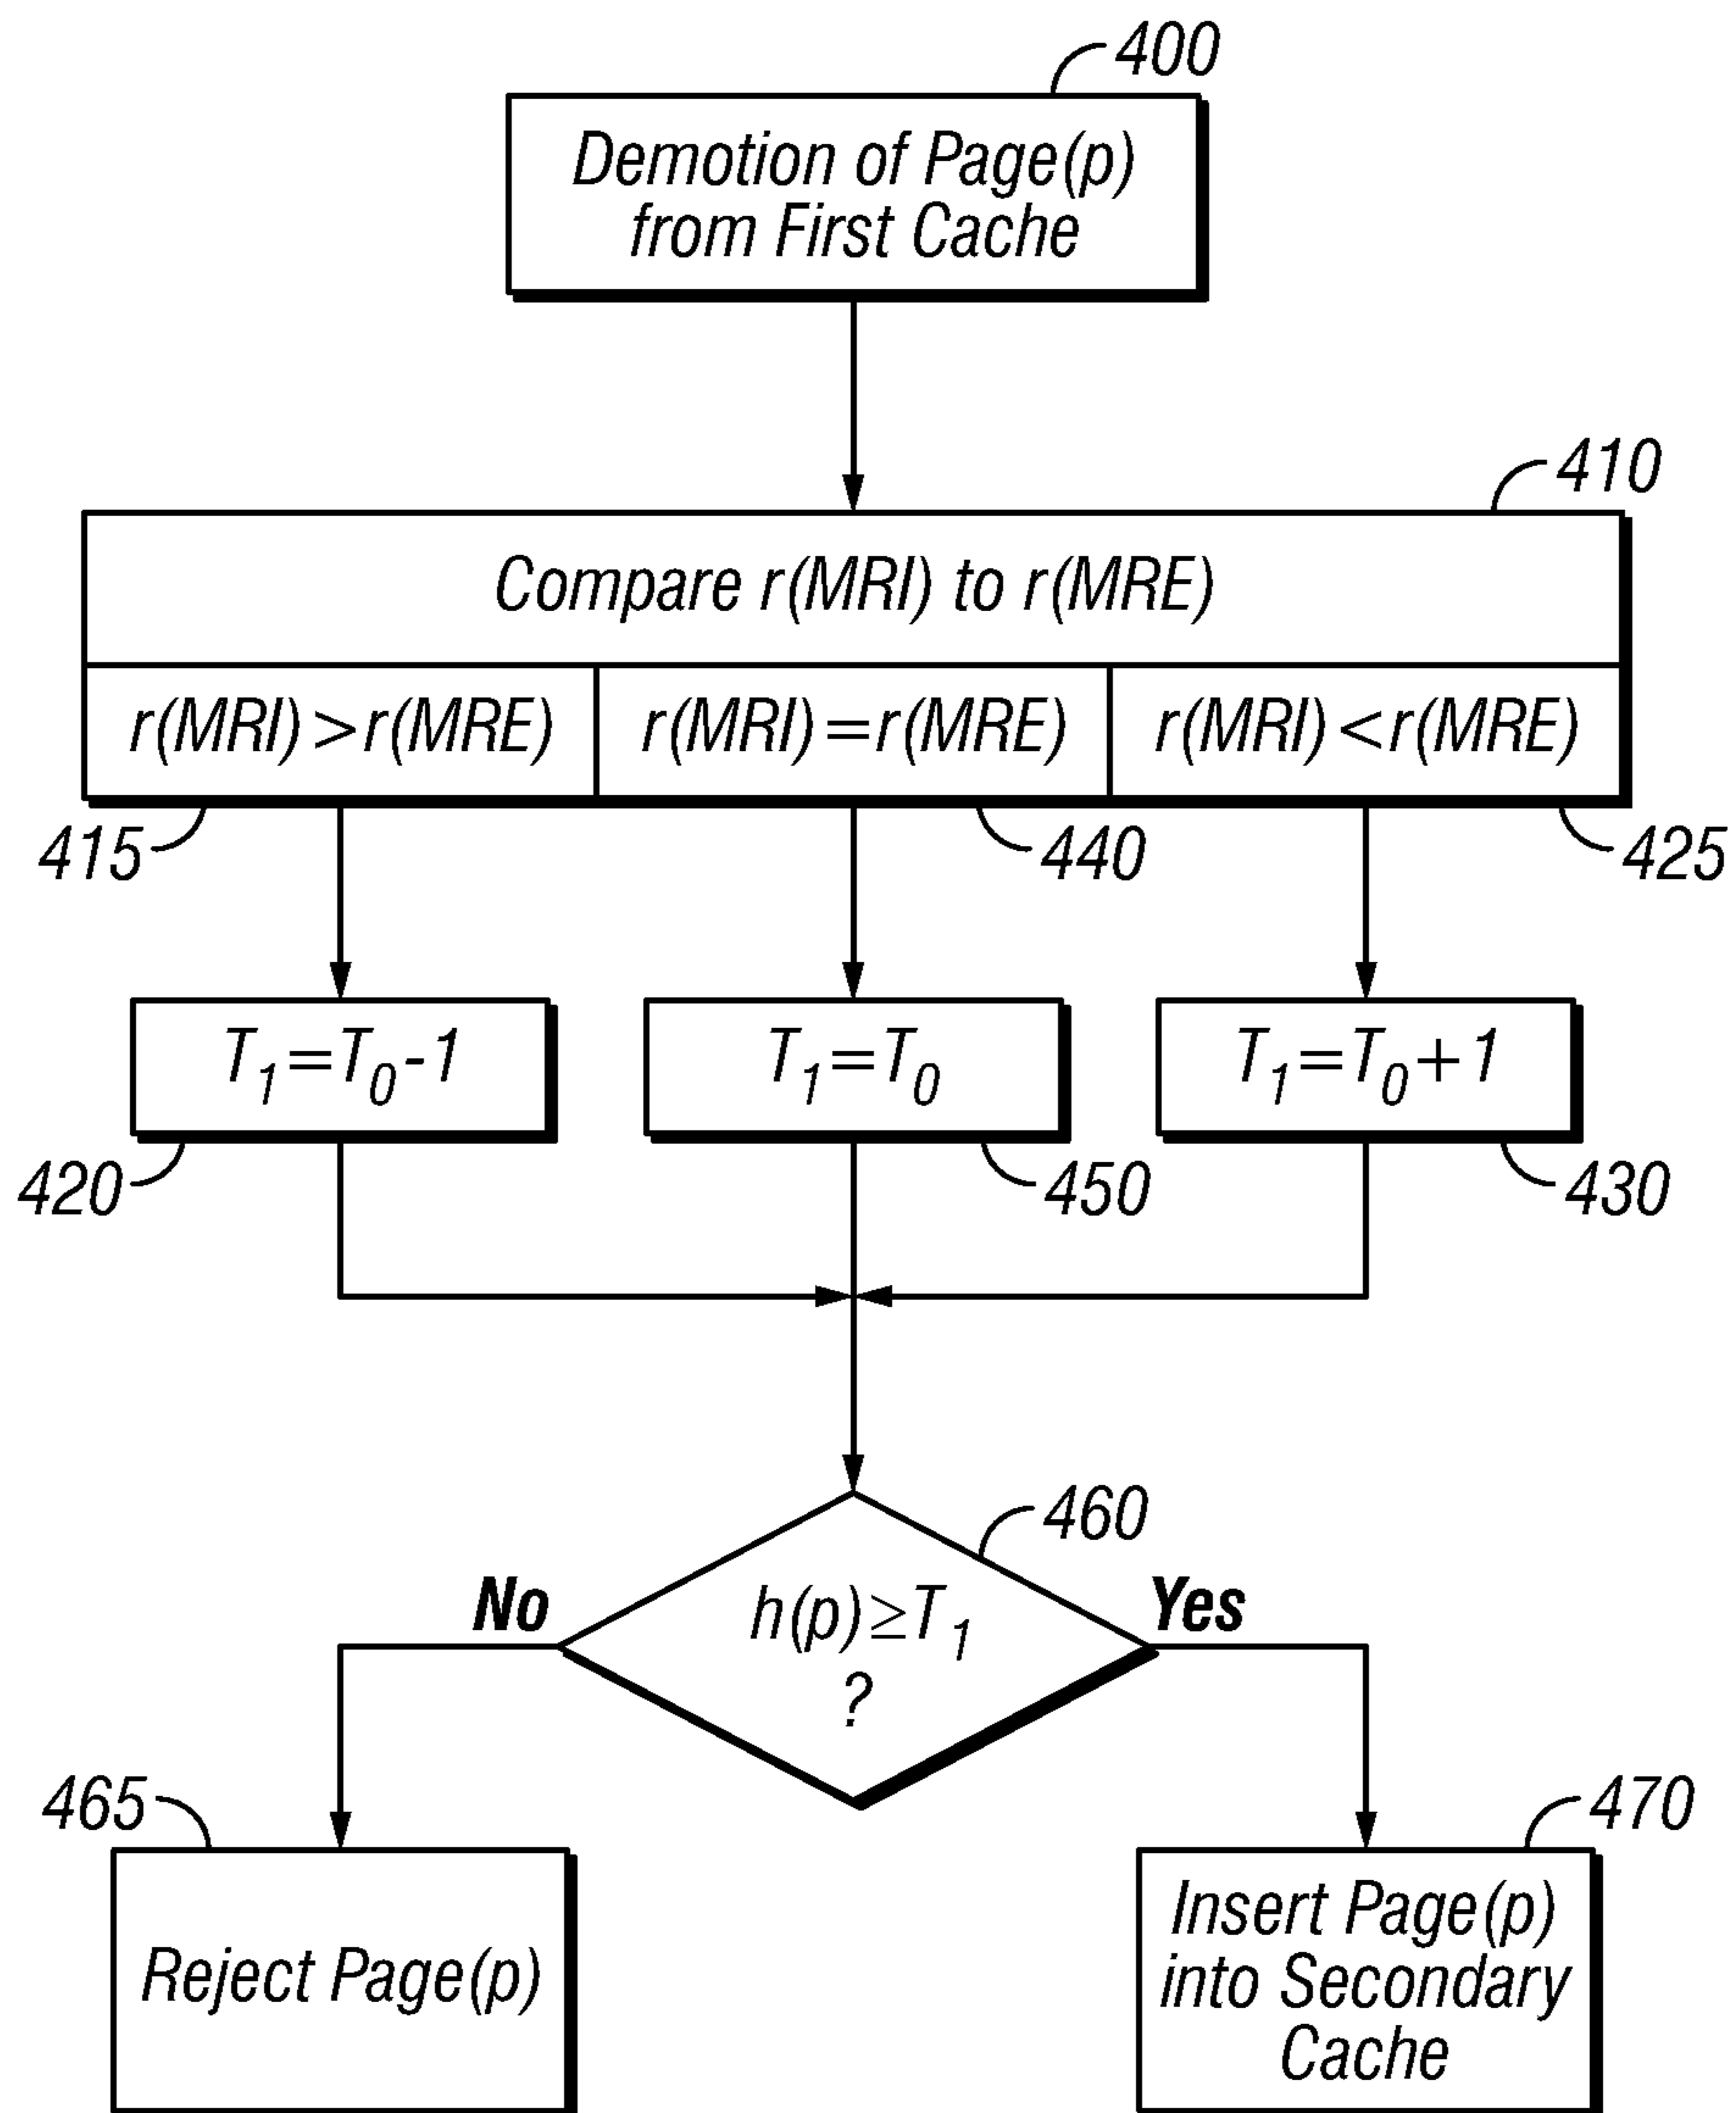 400
Demotion of Page(p)
from First Cache
410
Compare r(MRI) to r(MRE)
r(MRI)>r(MRE)
r(MRI)=r(MRE)
r(MRI)<r(MRE)
415
440
425
T₁=T₀-1
T₁=T₀
T₁=T₀+1
420
450
430
460
No
h(p)≥T₁
?
Yes
465
470
Reject Page(p)
Insert Page(p)
into Secondary
Cache